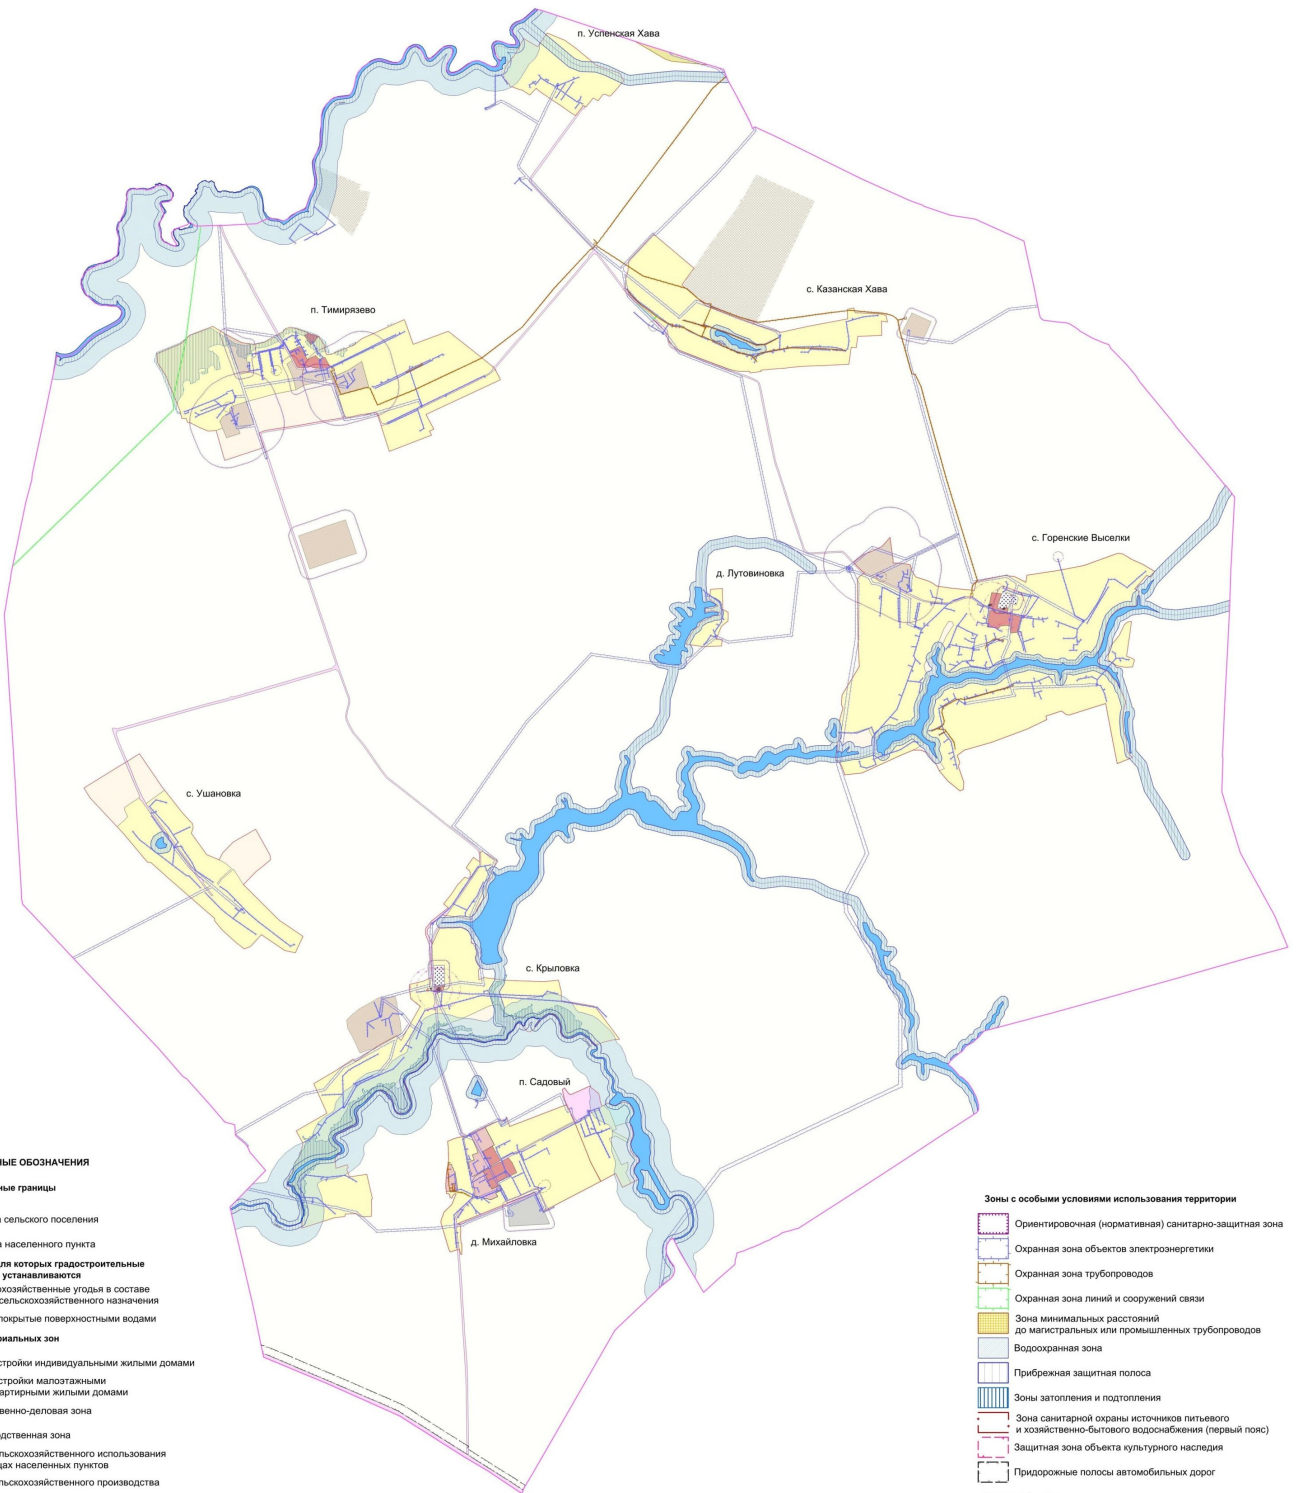 п. Успенская Хава
с. Казанская Хава
п. Тимирязево
с. Горенские Выселки
д. Лутовиновка
с. Ушановка
с. Крыловка
п. Садовый
д. Михайловка
НЫЕ ОБОЗНАЧЕНИЯ
ные границы
сельского поселения
населенного пункта
ля которых градостроительные
устанавливаются
охозяйственные угодья в составе
сельскохозяйственного назначения
покрытые поверхностными водами
риальных зон
стройки индивидуальными жилыми домами
стройки малоэтажными
артирными жилыми домами
венно-деловая зона
дственная зона
льскохозяйственного использования
цах населенных пунктов
льскохозяйственного производства
Зоны с особыми условиями использования территории
Ориентировочная (нормативная) санитарно-защитная зона
Охранная зона объектов электроэнергетики
Охранная зона трубопроводов
Охранная зона линий и сооружений связи
Зона минимальных расстояний
до магистральных или промышленных трубопроводов
Водоохранная зона
Прибрежная защитная полоса
Зоны затопления и подтопления
Зона санитарной охраны источников питьевого
и хозяйственно-бытового водоснабжения (первый пояс)
Защитная зона объекта культурного наследия
Придорожные полосы автомобильных дорог